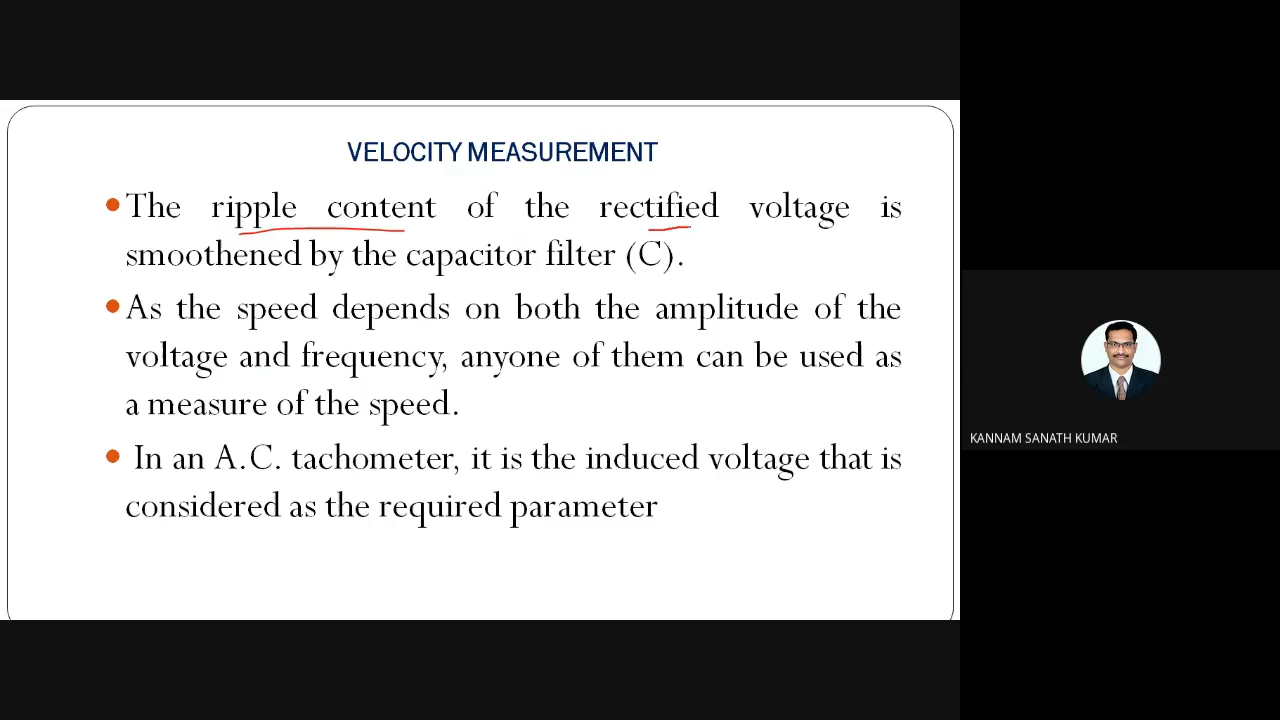 VELOCITY MEASUREMENT
The ripple content of the rectified voltage is
smoothened by the capacitor filter (C).
As the speed depends on both the amplitude of the
voltage and frequency, anyone of them can be used as
a measure of the speed.
In an A.C. tachometer, it is the induced voltage that is
considered as the required parameter
KANNAM SANATH KUMAR